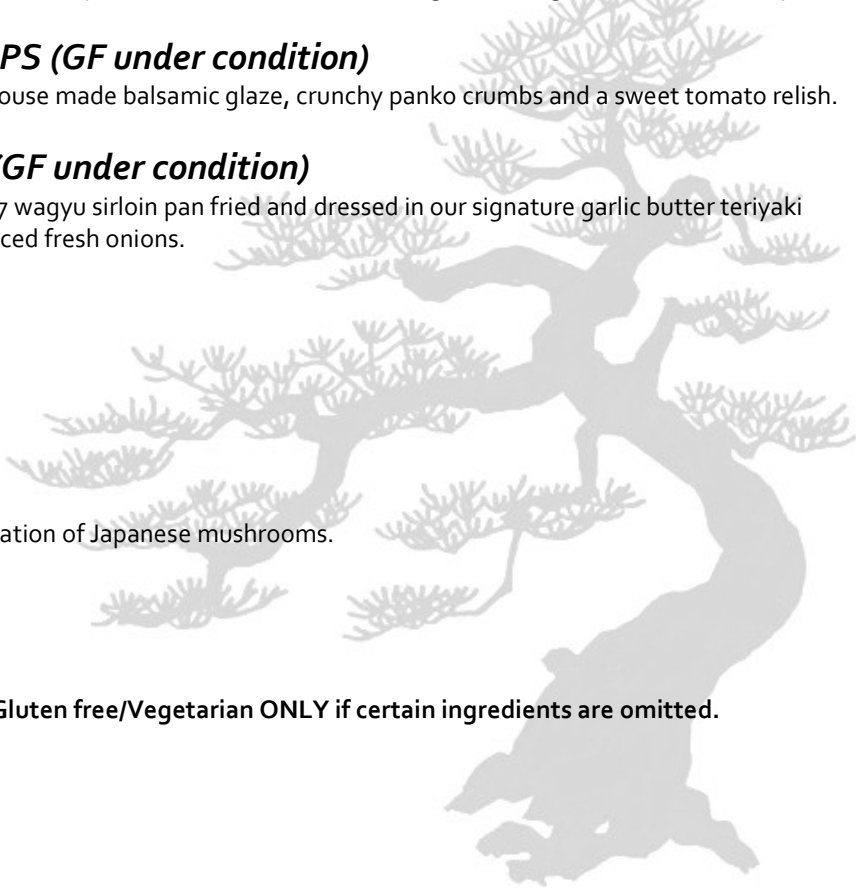 PS (GF under condition)
ouse made balsamic glaze, crunchy panko crumbs and a sweet tomato relish.
GF under condition)
7 wagyu sirloin pan fried and dressed in our signature garlic butter teriyaki
ced fresh onions.
ation of Japanese mushrooms.
Gluten free/Vegetarian ONLY if certain ingredients are omitted.